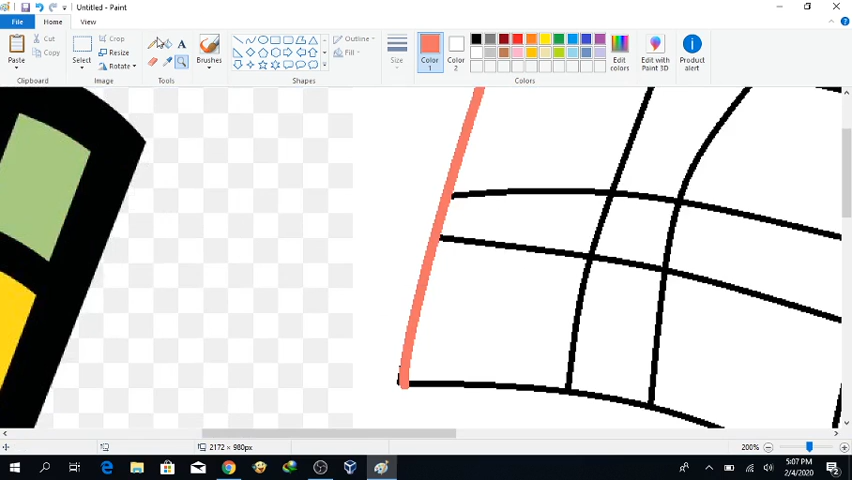 Untitled - Paint
File Home View
Cut
Crop
Copy
Resize
Paste Select Rotate Brushes Outline Fill Size Color 1 Color 2 Edit colors Edit with Paint 3D Product alert
Clipboard Image Tools Shapes Colors
2172 × 980px 200%
5:07 PM
2/4/2020
2